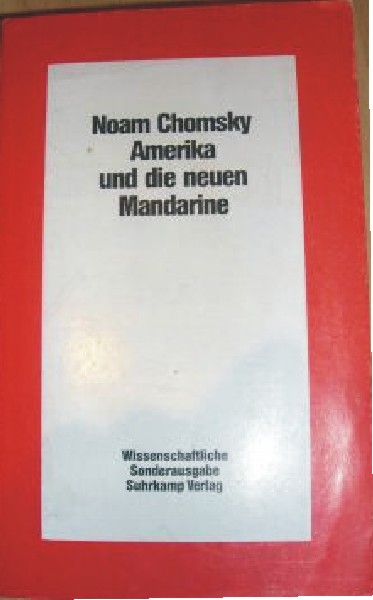 Noam Chomsky
Amerika
und die neuen
Mandarine
Wissenschaftliche
Sonderausgabe
Suhrkamp Verlag